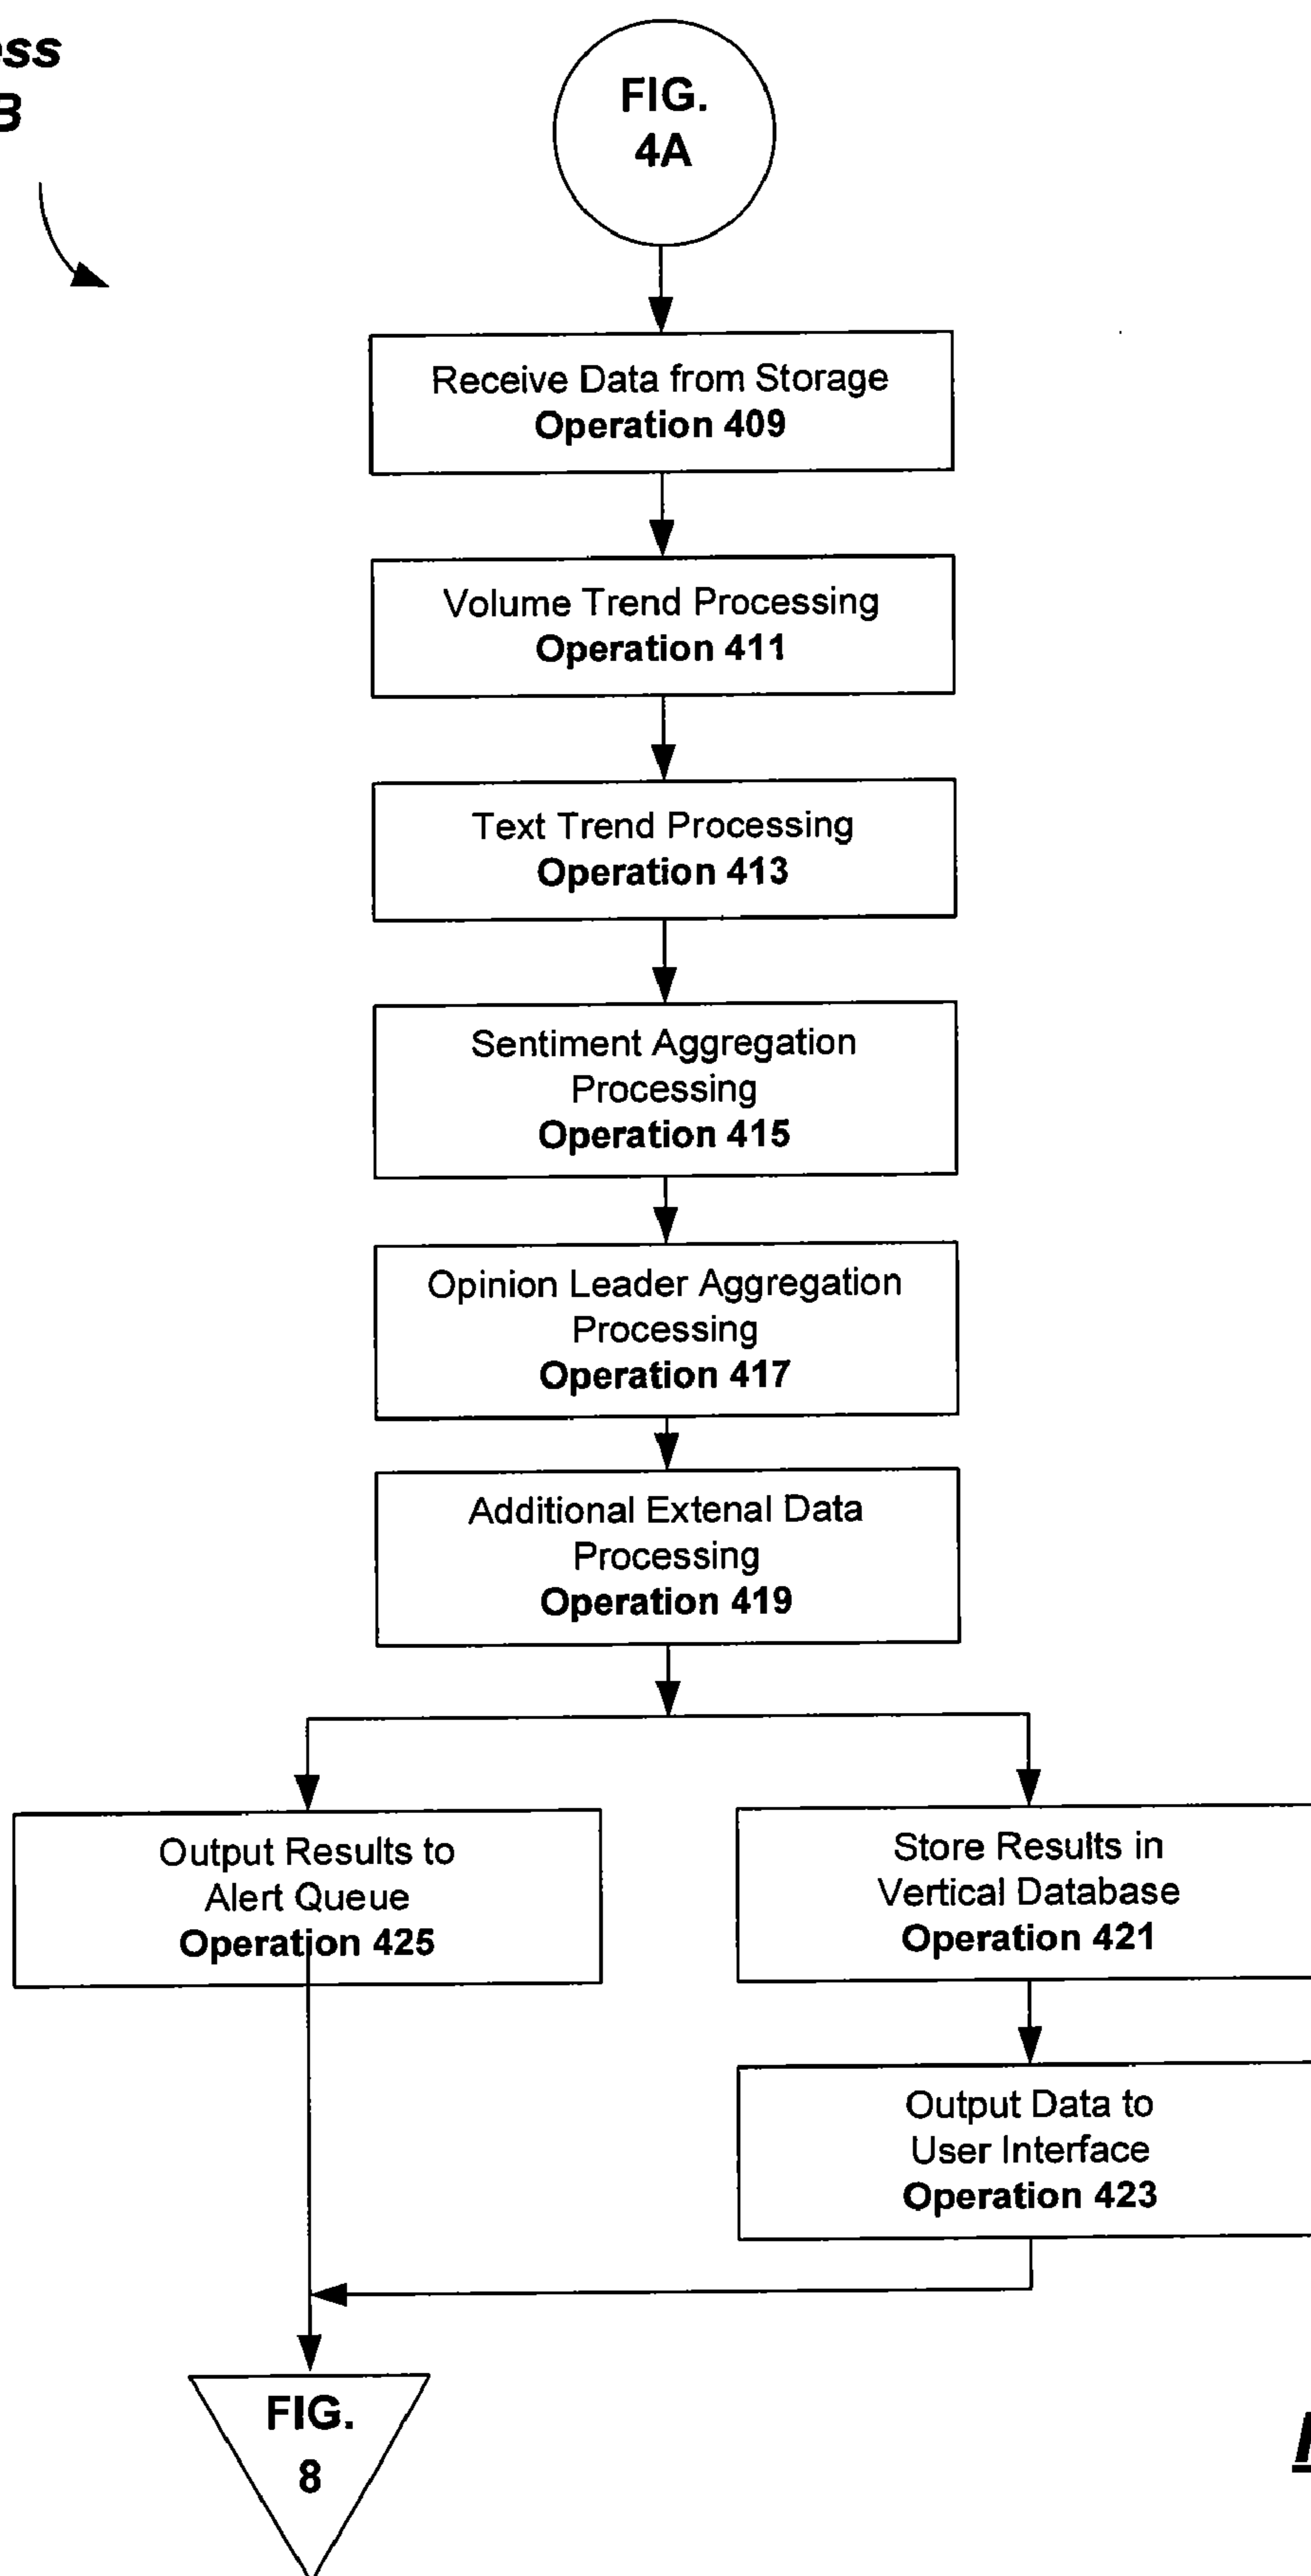 FIG.
4A
Receive Data from Storage
Operation 409
Volume Trend Processing
Operation 411
Text Trend Processing
Operation 413
Sentiment Aggregation
Processing
Operation 415
Opinion Leader Aggregation
Processing
Operation 417
Additional Extenal Data
Processing
Operation 419
Output Results to
Alert Queue
Operation 425
Store Results in
Vertical Database
Operation 421
Output Data to
User Interface
Operation 423
FIG.
8